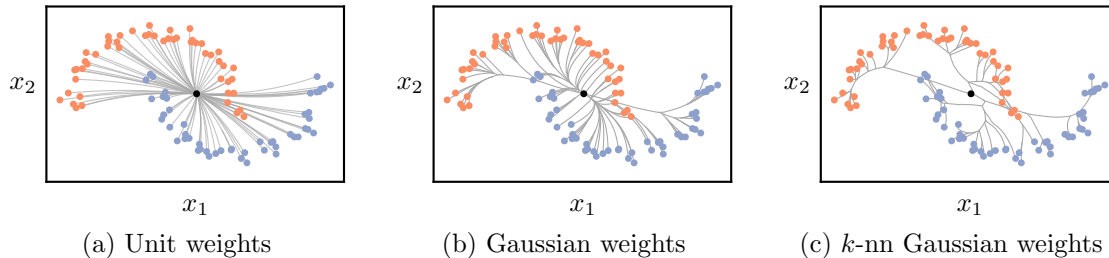 x₂ x₂ x₂
x₁ x₁ x₁
(a) Unit weights (b) Gaussian weights (c) k-nn Gaussian weights